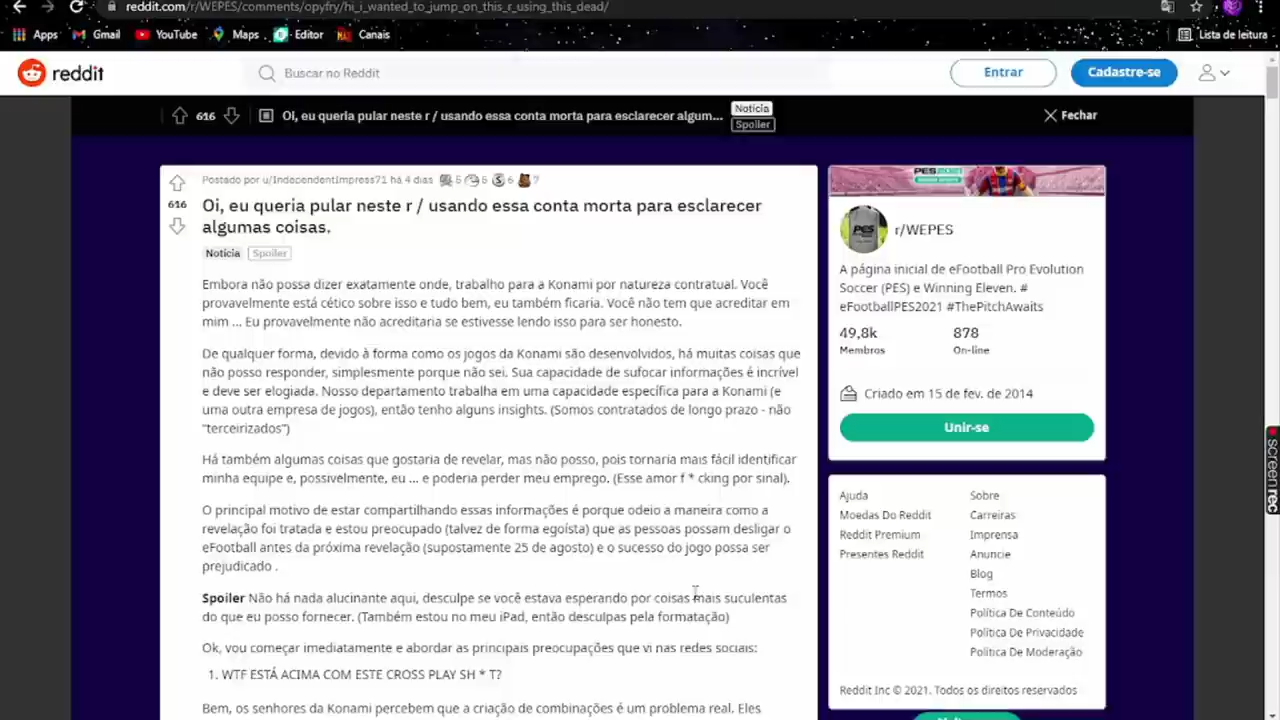 reddit.com/r/WEPES/comments/opyfry/hi_i_wanted_to_jump_on_this_r_using_this_dead/
Apps Gmail YouTube Maps Editor Canais Lista de leitura
reddit Buscar no Reddit Entrar Cadastre-se
616 Oi, eu queria pular neste r / usando essa conta morta para esclarecer algum... Notícia Spoiler Fechar
Postado por u/IndependentImpress71 há 4 dias 5 5 6 7
616
Oi, eu queria pular neste r / usando essa conta morta para esclarecer
algumas coisas.
Notícia Spoiler
Embora não possa dizer exatamente onde, trabalho para a Konami por natureza contratual. Você
provavelmente está cético sobre isso e tudo bem, eu também ficaria. Você não tem que acreditar em
mim ... Eu provavelmente não acreditaria se estivesse lendo isso para ser honesto.
De qualquer forma, devido à forma como os jogos da Konami são desenvolvidos, há muitas coisas que
não posso responder, simplesmente porque não sei. Sua capacidade de sufocar informações é incrível
e deve ser elogiada. Nosso departamento trabalha em uma capacidade específica para a Konami (e
uma outra empresa de jogos), então tenho alguns insights. (Somos contratados de longo prazo - não
"terceirizados")
Há também algumas coisas que gostaria de revelar, mas não posso, pois tornaria mais fácil identificar
minha equipe e, possivelmente, eu ... e poderia perder meu emprego. (Esse amor f * cking por sinal).
O principal motivo de estar compartilhando essas informações é porque odeio a maneira como a
revelação foi tratada e estou preocupado (talvez de forma egoísta) que as pessoas possam desligar o
eFootball antes da próxima revelação (supostamente 25 de agosto) e o sucesso do jogo possa ser
prejudicado .
Spoiler Não há nada alucinante aqui, desculpe se você estava esperando por coisas mais suculentas
do que eu posso fornecer. (Também estou no meu iPad, então desculpas pela formatação)
Ok, vou começar imediatamente e abordar as principais preocupações que vi nas redes sociais:
1. WTF ESTÁ ACIMA COM ESTE CROSS PLAY SH * T?
Bem, os senhores da Konami percebem que a criação de combinações é um problema real. Eles
PES2021
PES
r/WEPES
A página inicial de eFootball Pro Evolution
Soccer (PES) e Winning Eleven. #
eFootballPES2021 #ThePitchAwaits
49,8k 878
Membros On-line
Criado em 15 de fev. de 2014
Unir-se
Ajuda Sobre
Moedas Do Reddit Carreiras
Reddit Premium Imprensa
Presentes Reddit Anuncie
Blog
Termos
Política De Conteúdo
Política De Privacidade
Política De Moderação
Reddit Inc © 2021. Todos os direitos reservados
screenrec